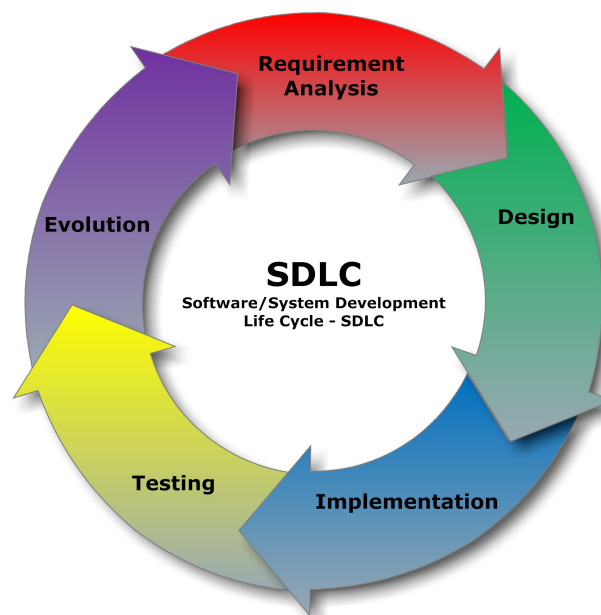 Requirement
Analysis
Design
Evolution
SDLC
Software/System Development
Life Cycle - SDLC
Testing
Implementation